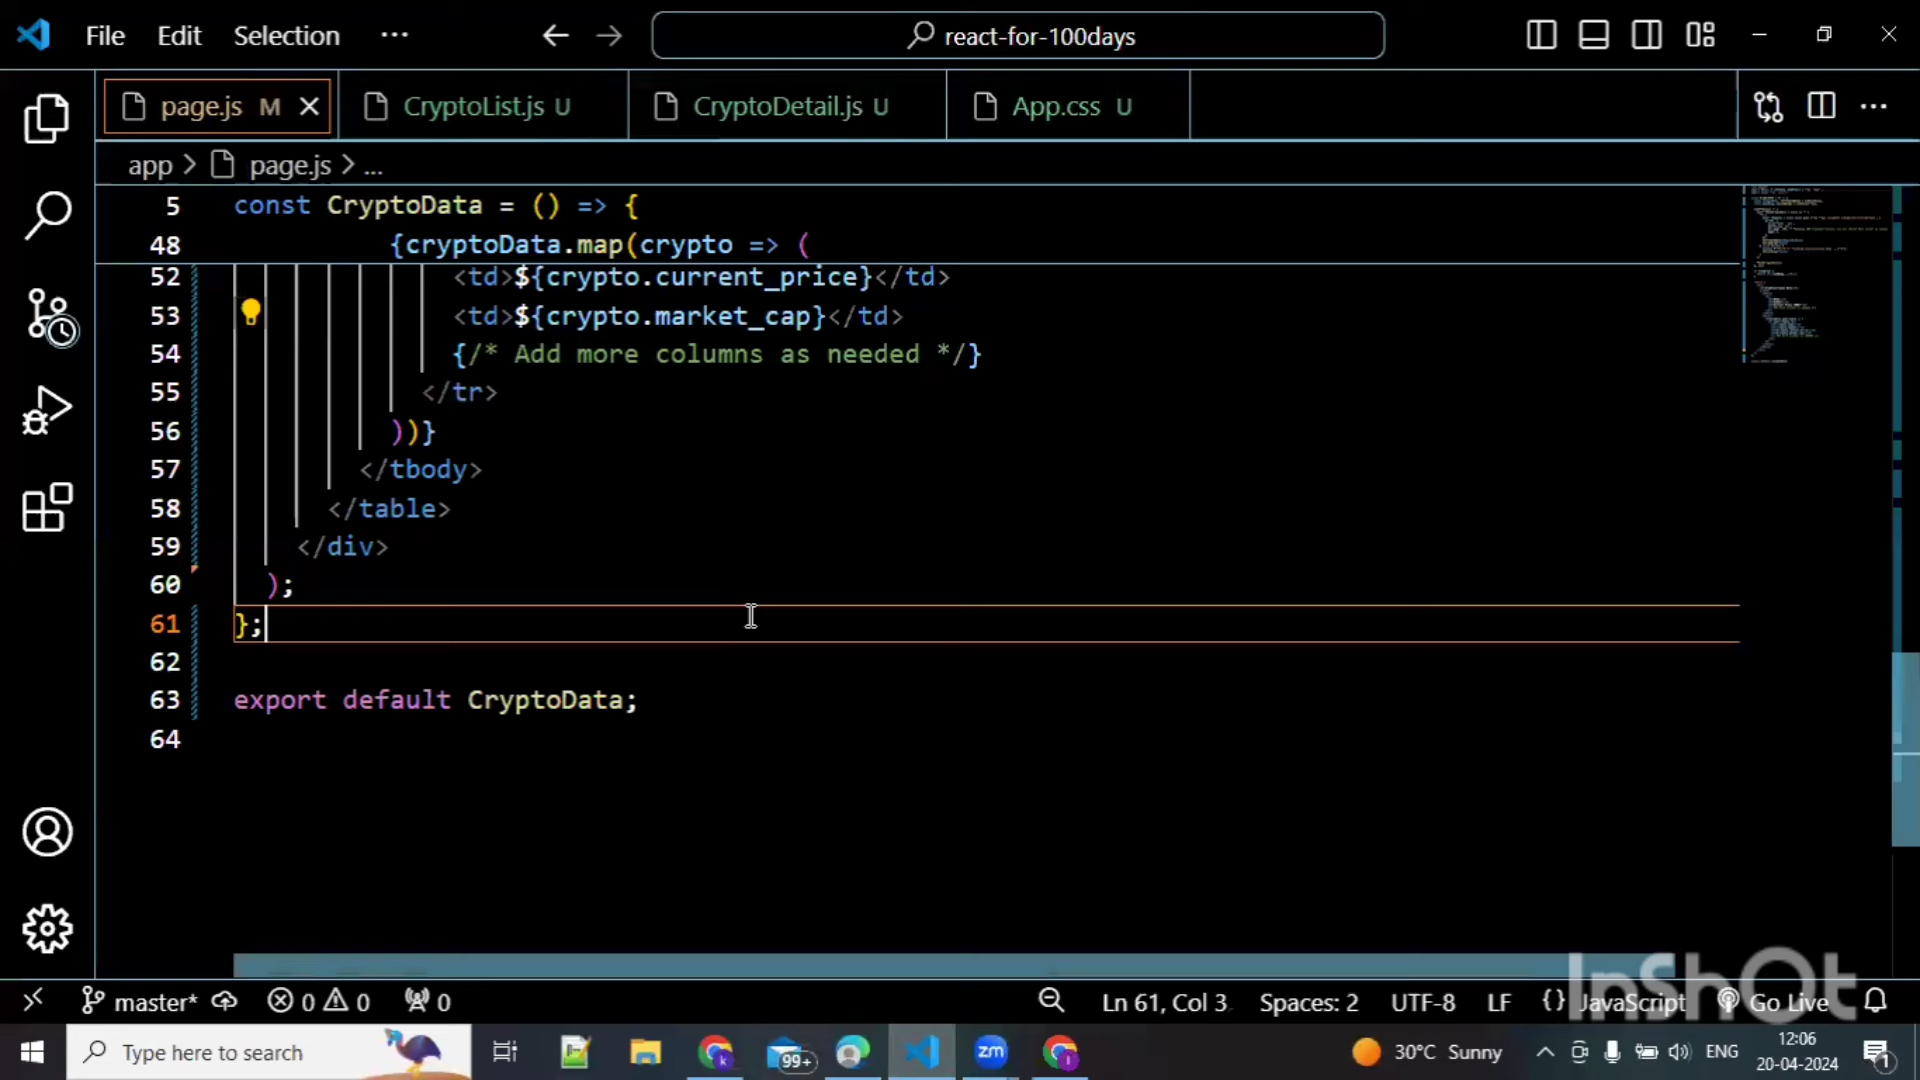 File Edit Selection ··· react-for-100days
page.js M CryptoList.js U CryptoDetail.js U App.css U
app > page.js > ...
5 const CryptoData = () => {
48 {cryptoData.map(crypto => (
52 <td>${crypto.current_price}</td>
53 <td>${crypto.market_cap}</td>
54 {/* Add more columns as needed */}
55 </tr>
56 ))}
57 </tbody>
58 </table>
59 </div>
60 );
61 };
62
63 export default CryptoData;
64
InShOt
master* 0 0 0 Ln 61, Col 3 Spaces: 2 UTF-8 LF {} JavaScript Go Live
Type here to search k 99+ zm 30°C Sunny ENG 12:06
20-04-2024 1